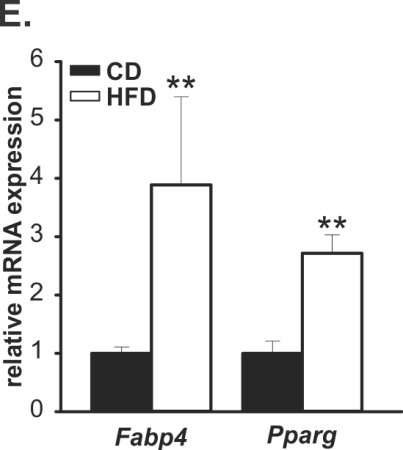 E.
relative mRNA expression
6
5
4
3
2
1
0
CD
HFD
**
**
Fabp4 Pparg